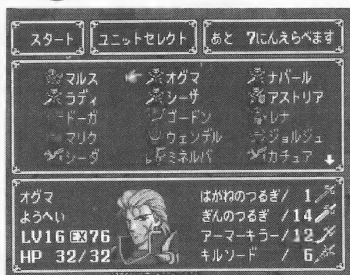 スタート ユニットセレクト あと 7にんえらべます
マルス オグマ ナバール
ラディ シーザ アストリア
ドーガ ゴードン レナ
マリク ウェンデル ジョルジュ
シーダ ミネルバ カチュア
オグマ はがねのつるぎ/ 1
ようへい ぎんのつるぎ /14
LV16 EX76 アーマーキラー/12
HP 32/32 キルソード / 6